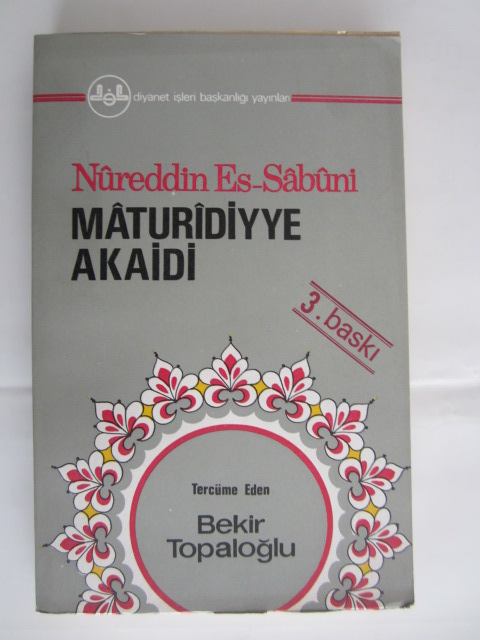 diyanet işleri başkanlığı yayınları
Nûreddin Es-Sâbûni
MÂTURÎDİYYE
AKAİDİ
3. baskı
Tercüme Eden
Bekir
Topaloğlu